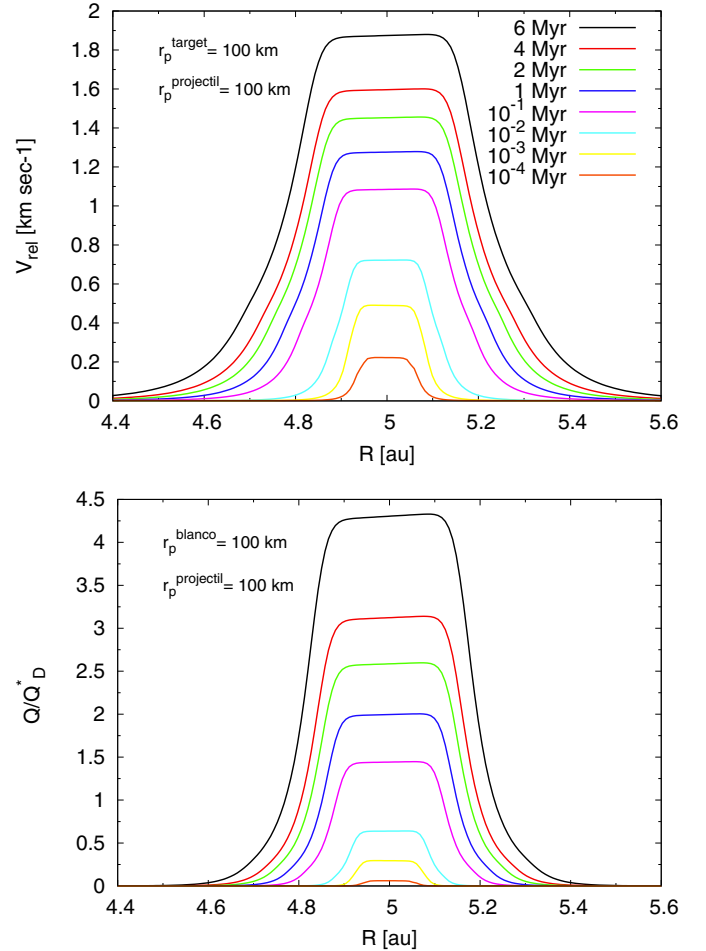 2
1.8
1.6
1.4
1.2
1
0.8
0.6
0.4
0.2
0
V_rel [km sec-1]
r_p^target = 100 km
r_p^projectil = 100 km
6 Myr
4 Myr
2 Myr
1 Myr
10^-1 Myr
10^-2 Myr
10^-3 Myr
10^-4 Myr
4.4 4.6 4.8 5 5.2 5.4 5.6
R [au]
4.5
4
3.5
3
2.5
2
1.5
1
0.5
0
Q/Q^*_D
r_p^blanco = 100 km
r_p^projectil = 100 km
4.4 4.6 4.8 5 5.2 5.4 5.6
R [au]